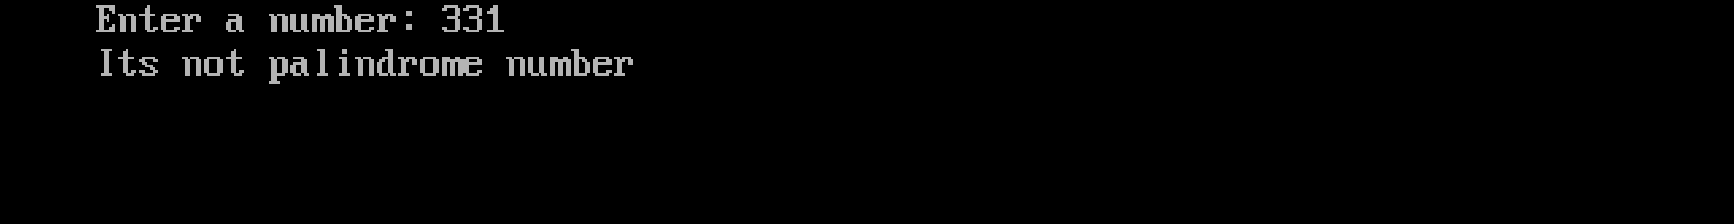 Enter a number: 331
Its not palindrome number